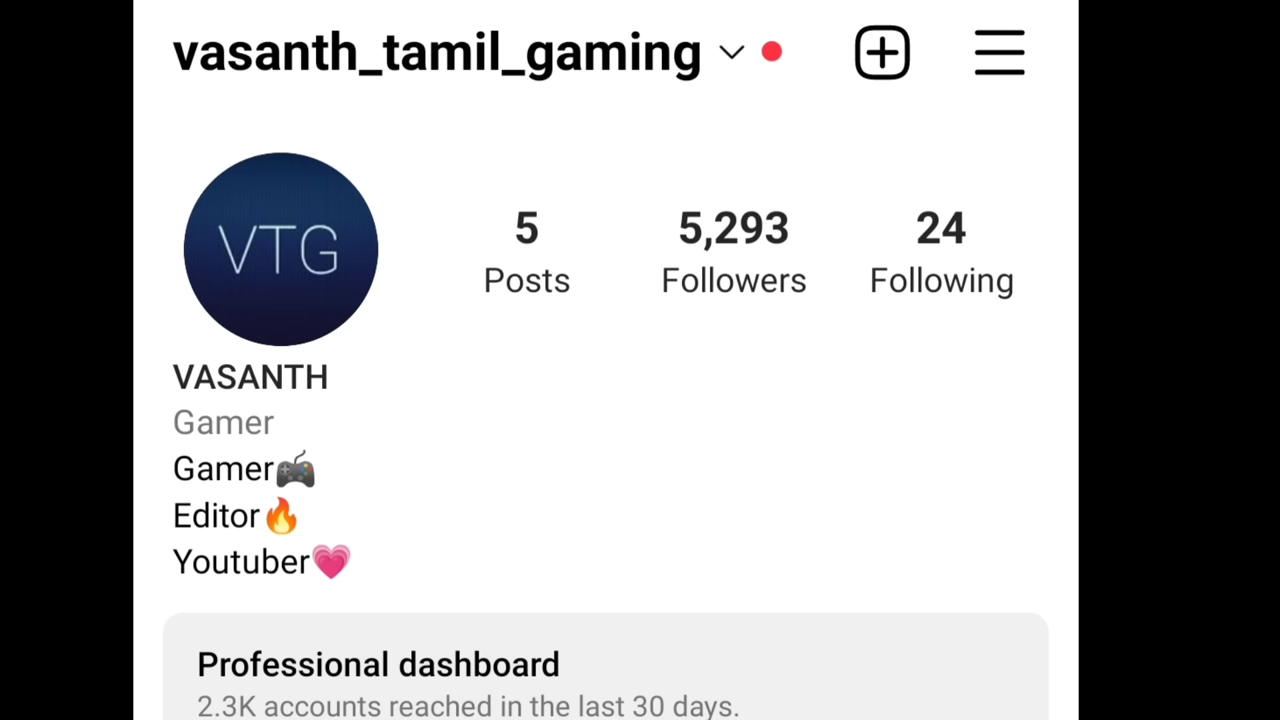 vasanth_tamil_gaming
VTG
5 5,293 24
Posts Followers Following
VASANTH
Gamer
Gamer🎮
Editor🔥
Youtuber💗
Professional dashboard
2.3K accounts reached in the last 30 days.